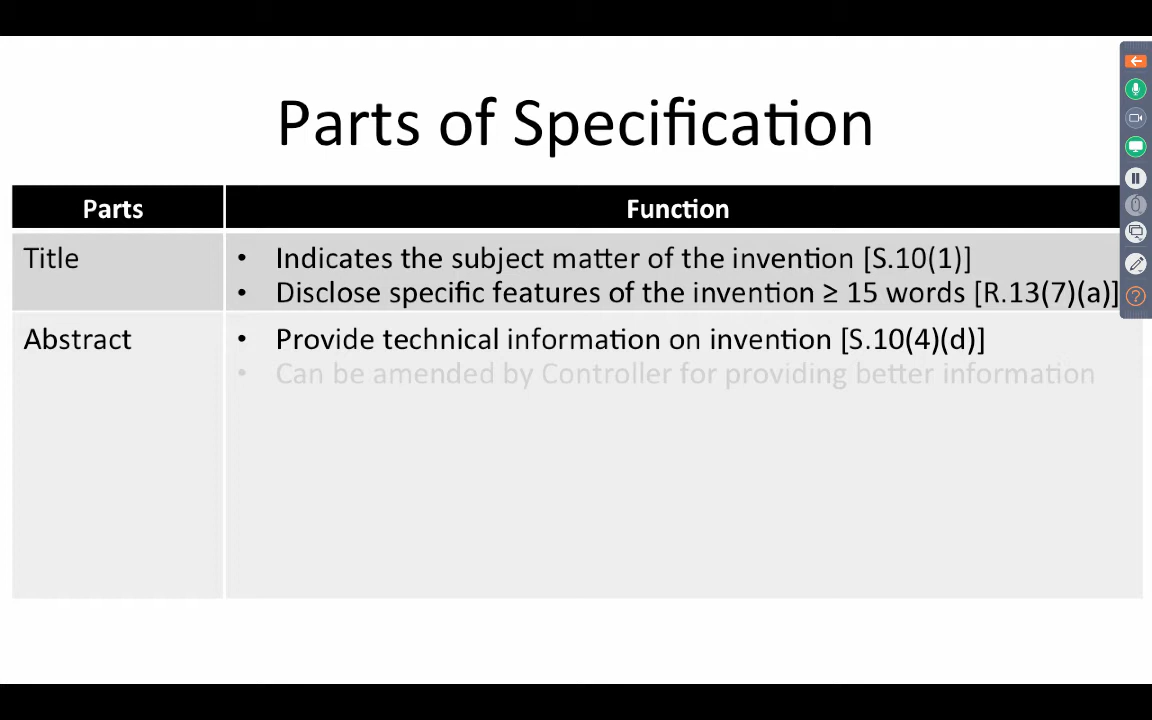 Parts of Specification
Parts
Function
Title
• Indicates the subject matter of the invention [S.10(1)]
• Disclose specific features of the invention ≥ 15 words [R.13(7)(a)]
Abstract
• Provide technical information on invention [S.10(4)(d)]
• Can be amended by Controller for providing better information